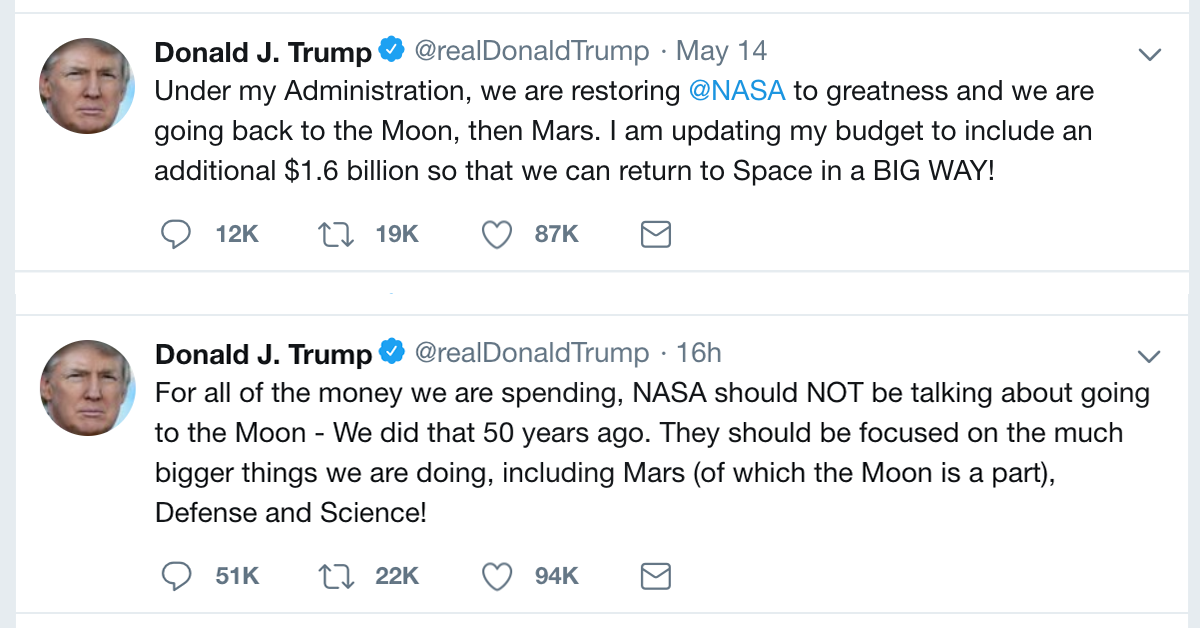 Donald J. Trump @realDonaldTrump · May 14
Under my Administration, we are restoring @NASA to greatness and we are
going back to the Moon, then Mars. I am updating my budget to include an
additional $1.6 billion so that we can return to Space in a BIG WAY!
12K 19K 87K
Donald J. Trump @realDonaldTrump · 16h
For all of the money we are spending, NASA should NOT be talking about going
to the Moon - We did that 50 years ago. They should be focused on the much
bigger things we are doing, including Mars (of which the Moon is a part),
Defense and Science!
51K 22K 94K